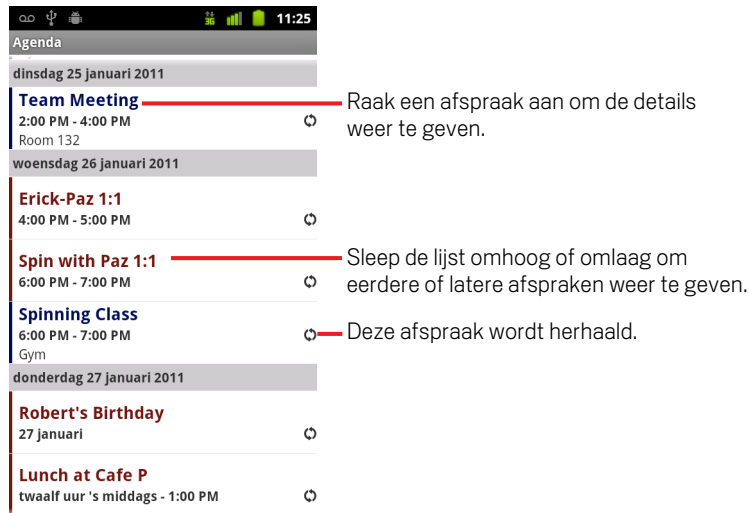 3G 11:25
Agenda
dinsdag 25 januari 2011
Team Meeting
2:00 PM - 4:00 PM
Room 132
woensdag 26 januari 2011
Erick-Paz 1:1
4:00 PM - 5:00 PM
Spin with Paz 1:1
6:00 PM - 7:00 PM
Spinning Class
6:00 PM - 7:00 PM
Gym
donderdag 27 januari 2011
Robert's Birthday
27 januari
Lunch at Cafe P
twaalf uur 's middags - 1:00 PM
Raak een afspraak aan om de details
weer te geven.
Sleep de lijst omhoog of omlaag om
eerdere of latere afspraken weer te geven.
Deze afspraak wordt herhaald.